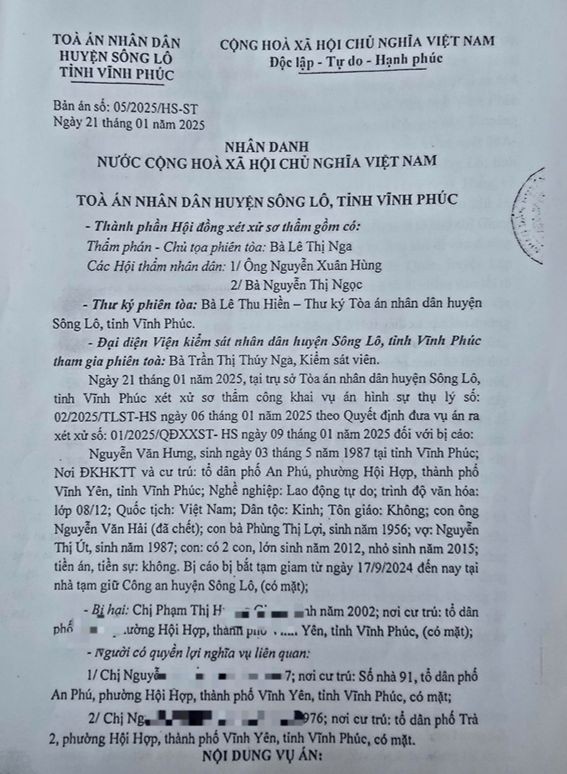 TOÀ ÁN NHÂN DÂN
HUYỆN SÔNG LÔ
TỈNH VĨNH PHÚC
CỘNG HOÀ XÃ HỘI CHỦ NGHĨA VIỆT NAM
Độc lập - Tự do - Hạnh phúc
Bản án số: 05/2025/HS-ST
Ngày 21 tháng 01 năm 2025
NHÂN DANH
NƯỚC CỘNG HOÀ XÃ HỘI CHỦ NGHĨA VIỆT NAM
TOÀ ÁN NHÂN DÂN HUYỆN SÔNG LÔ, TỈNH VĨNH PHÚC
- Thành phần Hội đồng xét xử sơ thẩm gồm có:
Thẩm phán - Chủ tọa phiên tòa: Bà Lê Thị Nga
Các Hội thẩm nhân dân: 1/ Ông Nguyễn Xuân Hùng
2/ Bà Nguyễn Thị Ngọc
- Thư ký phiên tòa: Bà Lê Thu Hiền – Thư ký Tòa án nhân dân huyện
Sông Lô, tỉnh Vĩnh Phúc.
- Đại diện Viện kiểm sát nhân dân huyện Sông Lô, tỉnh Vĩnh Phúc
tham gia phiên toà: Bà Trần Thị Thúy Nga, Kiểm sát viên.
Ngày 21 tháng 01 năm 2025, tại trụ sở Tòa án nhân dân huyện Sông Lô,
tỉnh Vĩnh Phúc xét xử sơ thẩm công khai vụ án hình sự thụ lý số:
02/2025/TLST-HS ngày 06 tháng 01 năm 2025 theo Quyết định đưa vụ án ra
xét xử số: 01/2025/QĐXXST- HS ngày 09 tháng 01 năm 2025 đối với bị cáo:
Nguyễn Văn Hưng, sinh ngày 03 tháng 5 năm 1987 tại tỉnh Vĩnh Phúc;
Nơi ĐKHKTT và cư trú: tổ dân phố An Phú, phường Hội Hợp, thành phố
Vĩnh Yên, tỉnh Vĩnh Phúc; Nghề nghiệp: Lao động tự do; trình độ văn hóa:
lớp 08/12; Quốc tịch: Việt Nam; Dân tộc: Kinh; Tôn giáo: Không; con ông
Nguyễn Văn Hải (đã chết); con bà Phùng Thị Lợi, sinh năm 1956; vợ: Nguyễn
Thị Út, sinh năm 1987; con: có 2 con, lớn sinh năm 2012, nhỏ sinh năm 2015;
tiền án, tiền sự: không. Bị cáo bị bắt tạm giam từ ngày 17/9/2024 đến nay tại
nhà tạm giữ Công an huyện Sông Lô, (có mặt);
- Bị hại: Chị Phạm Thị năm 2002; nơi cư trú: tổ dân
phố Hội Hợp, thành phố Yên, tỉnh Vĩnh Phúc, (có mặt);
- Người có quyền lợi nghĩa vụ liên quan:
1/ Chị 7; nơi cư trú: Số nhà 91, tổ dân phố
An Phú, phường Hội Hợp, thành phố Vĩnh Yên, tỉnh Vĩnh Phúc, có mặt;
2/ Chị 976; nơi cư trú: tổ dân phố Trà
2, phường Hội Hợp, thành phố Vĩnh Yên, tỉnh Vĩnh Phúc, có mặt.
NỘI DUNG VỤ ÁN: